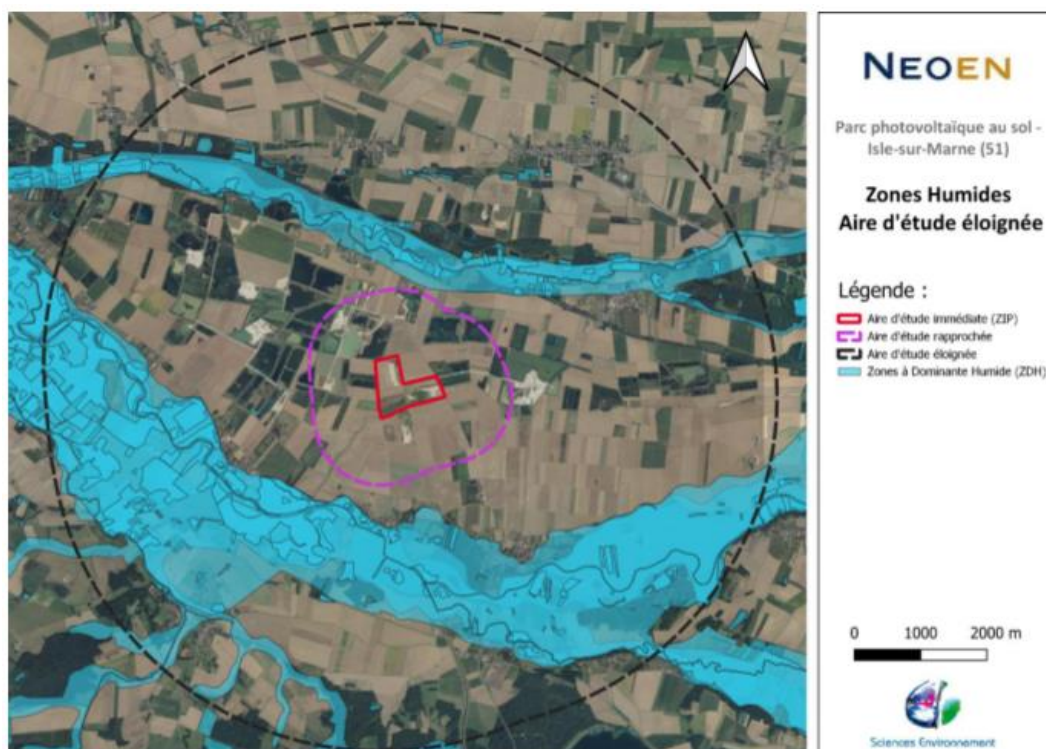 NEOEN
Parc photovoltaïque au sol -
Isle-sur-Marne (51)
Zones Humides
Aire d'étude éloignée
Légende :
Aire d'étude immédiate (ZIP)
Aire d'étude rapprochée
Aire d'étude éloignée
Zones à Dominante Humide (ZDH)
0 1000 2000 m
Sciences Environnement